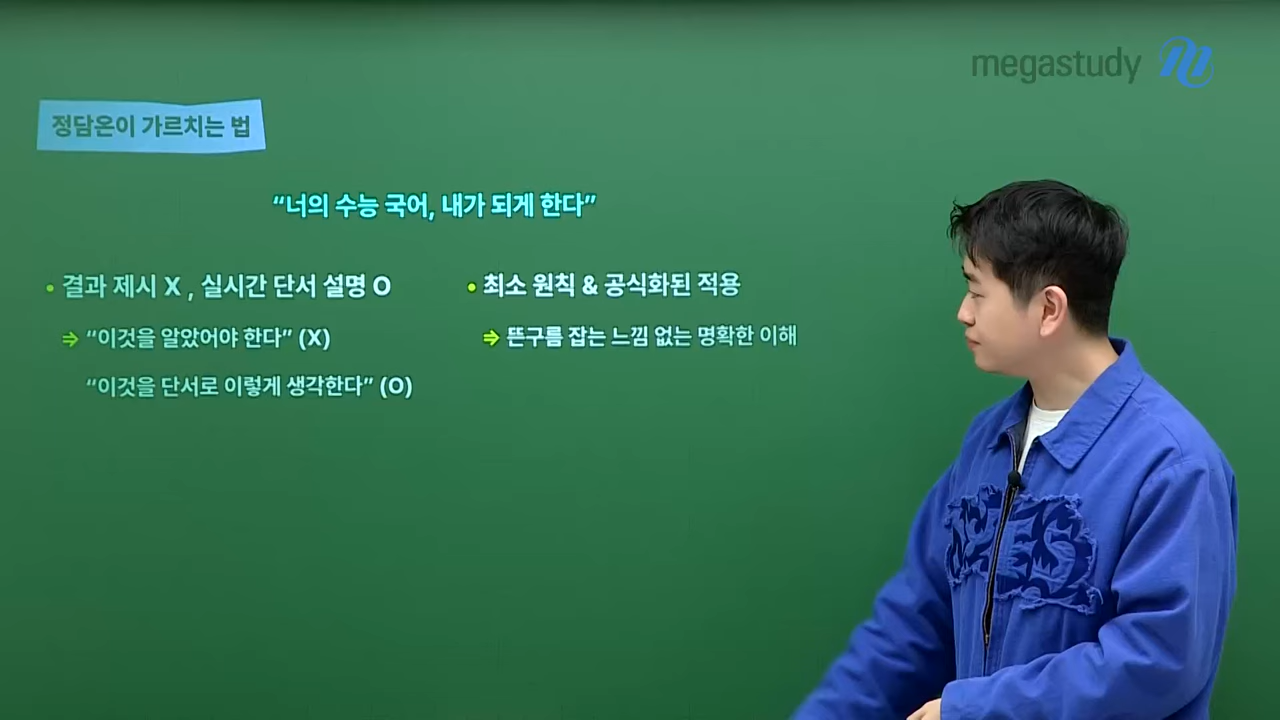 megastudy
정담온이 가르치는 법
“너의 수능 국어, 내가 되게 한다”
• 결과 제시 X , 실시간 단서 설명 O
⇒ “이것을 알았어야 한다” (X)
“이것을 단서로 이렇게 생각한다” (O)
• 최소 원칙 & 공식화된 적용
⇒ 뜬구름 잡는 느낌 없는 명확한 이해